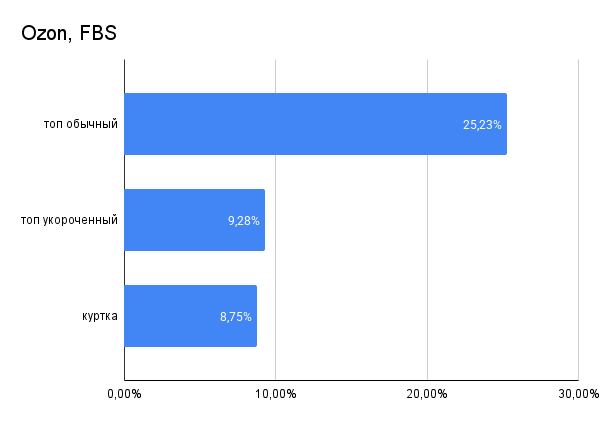 Ozon, FBS
топ обычный
25,23%
топ укороченный
9,28%
куртка
8,75%
0,00%
10,00%
20,00%
30,00%